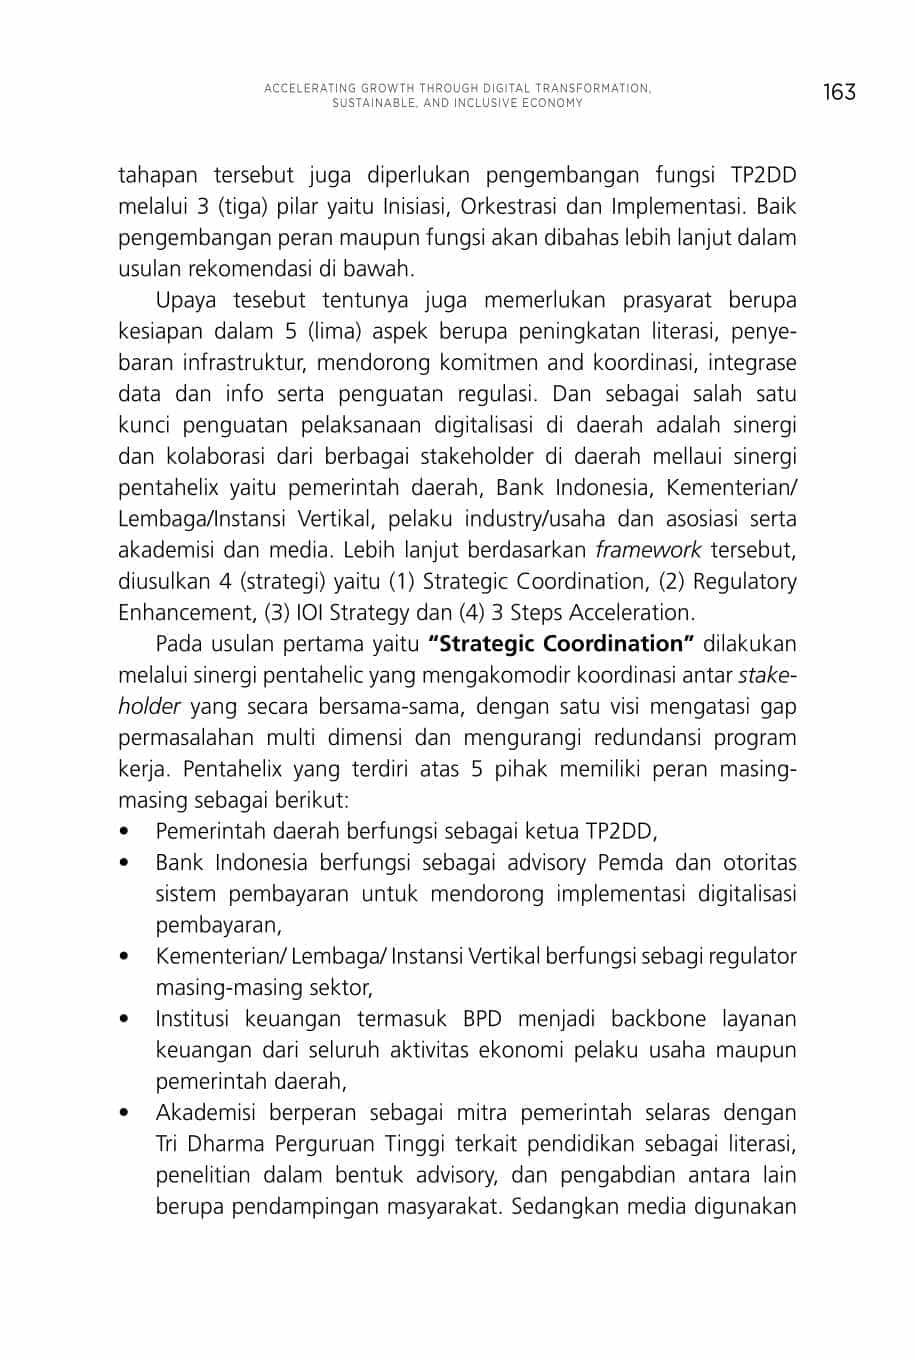 ACCELERATING GROWTH THROUGH DIGITAL TRANSFORMATION,
SUSTAINABLE, AND INCLUSIVE ECONOMY
163
tahapan tersebut juga diperlukan pengembangan fungsi TP2DD
melalui 3 (tiga) pilar yaitu Inisiasi, Orkestrasi dan Implementasi. Baik
pengembangan peran maupun fungsi akan dibahas lebih lanjut dalam
usulan rekomendasi di bawah.
Upaya tesebut tentunya juga memerlukan prasyarat berupa
kesiapan dalam 5 (lima) aspek berupa peningkatan literasi, penye-
baran infrastruktur, mendorong komitmen and koordinasi, integrase
data dan info serta penguatan regulasi. Dan sebagai salah satu
kunci penguatan pelaksanaan digitalisasi di daerah adalah sinergi
dan kolaborasi dari berbagai stakeholder di daerah mellaui sinergi
pentahelix yaitu pemerintah daerah, Bank Indonesia, Kementerian/
Lembaga/Instansi Vertikal, pelaku industry/usaha dan asosiasi serta
akademisi dan media. Lebih lanjut berdasarkan framework tersebut,
diusulkan 4 (strategi) yaitu (1) Strategic Coordination, (2) Regulatory
Enhancement, (3) IOI Strategy dan (4) 3 Steps Acceleration.
Pada usulan pertama yaitu “Strategic Coordination” dilakukan
melalui sinergi pentahelic yang mengakomodir koordinasi antar stake-
holder yang secara bersama-sama, dengan satu visi mengatasi gap
permasalahan multi dimensi dan mengurangi redundansi program
kerja. Pentahelix yang terdiri atas 5 pihak memiliki peran masing-
masing sebagai berikut:
• Pemerintah daerah berfungsi sebagai ketua TP2DD,
• Bank Indonesia berfungsi sebagai advisory Pemda dan otoritas
sistem pembayaran untuk mendorong implementasi digitalisasi
pembayaran,
• Kementerian/ Lembaga/ Instansi Vertikal berfungsi sebagi regulator
masing-masing sektor,
• Institusi keuangan termasuk BPD menjadi backbone layanan
keuangan dari seluruh aktivitas ekonomi pelaku usaha maupun
pemerintah daerah,
• Akademisi berperan sebagai mitra pemerintah selaras dengan
Tri Dharma Perguruan Tinggi terkait pendidikan sebagai literasi,
penelitian dalam bentuk advisory, dan pengabdian antara lain
berupa pendampingan masyarakat. Sedangkan media digunakan